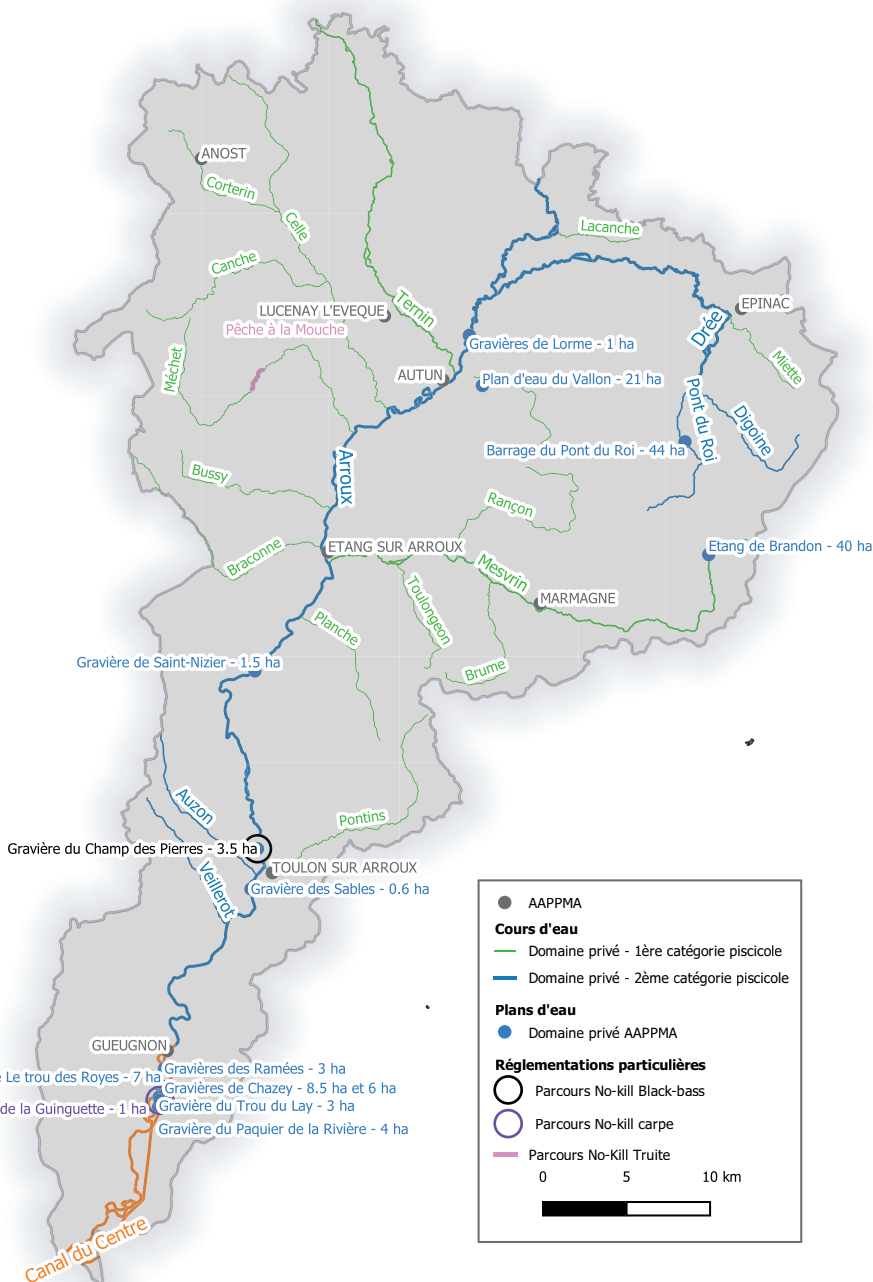 ANOST
Corterin
Celle
Lacanche
Canche
LUCENAY L'EVEQUE
Ternin
EPINAC
Drée
Pêche à la Mouche
Gravières de Lorme - 1 ha
Miette
Méchet
AUTUN
Plan d'eau du Vallon - 21 ha
Pont du Roi
Digoine
Barrage du Pont du Roi - 44 ha
Arroux
Bussy
Rançon
Braconne
ETANG SUR ARROUX
Etang de Brandon - 40 ha
Mesvrin
MARMAGNE
Toulongeon
Planche
Brume
Gravière de Saint-Nizier - 1.5 ha
Auzon
Pontins
Gravière du Champ des Pierres - 3.5 ha
TOULON SUR ARROUX
Veillerot
Gravière des Sables - 0.6 ha
GUEUGNON
Gravières des Ramées - 3 ha
Le trou des Royes - 7 ha
Gravières de Chazey - 8.5 ha et 6 ha
de la Guinguette - 1 ha
Gravière du Trou du Lay - 3 ha
Gravière du Paquier de la Rivière - 4 ha
Canal du Centre
AAPPMA
Cours d'eau
Domaine privé - 1ère catégorie piscicole
Domaine privé - 2ème catégorie piscicole
Plans d'eau
Domaine privé AAPPMA
Réglementations particulières
Parcours No-kill Black-bass
Parcours No-kill carpe
Parcours No-Kill Truite
0 5 10 km